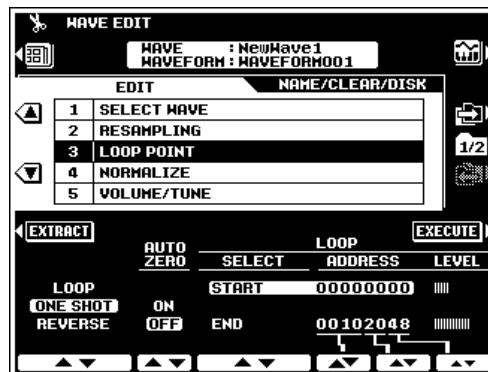 WAVE EDIT
WAVE : NewWave1
WAVEFORM : WAVEFORM001
EDIT NAME/CLEAR/DISK
1 SELECT WAVE
2 RESAMPLING
3 LOOP POINT
1/2
4 NORMALIZE
5 VOLUME/TUNE
EXTRACT EXECUTE
AUTO LOOP
ZERO SELECT ADDRESS LEVEL
LOOP START 00000000
ONE SHOT ON
REVERSE OFF END 00102048